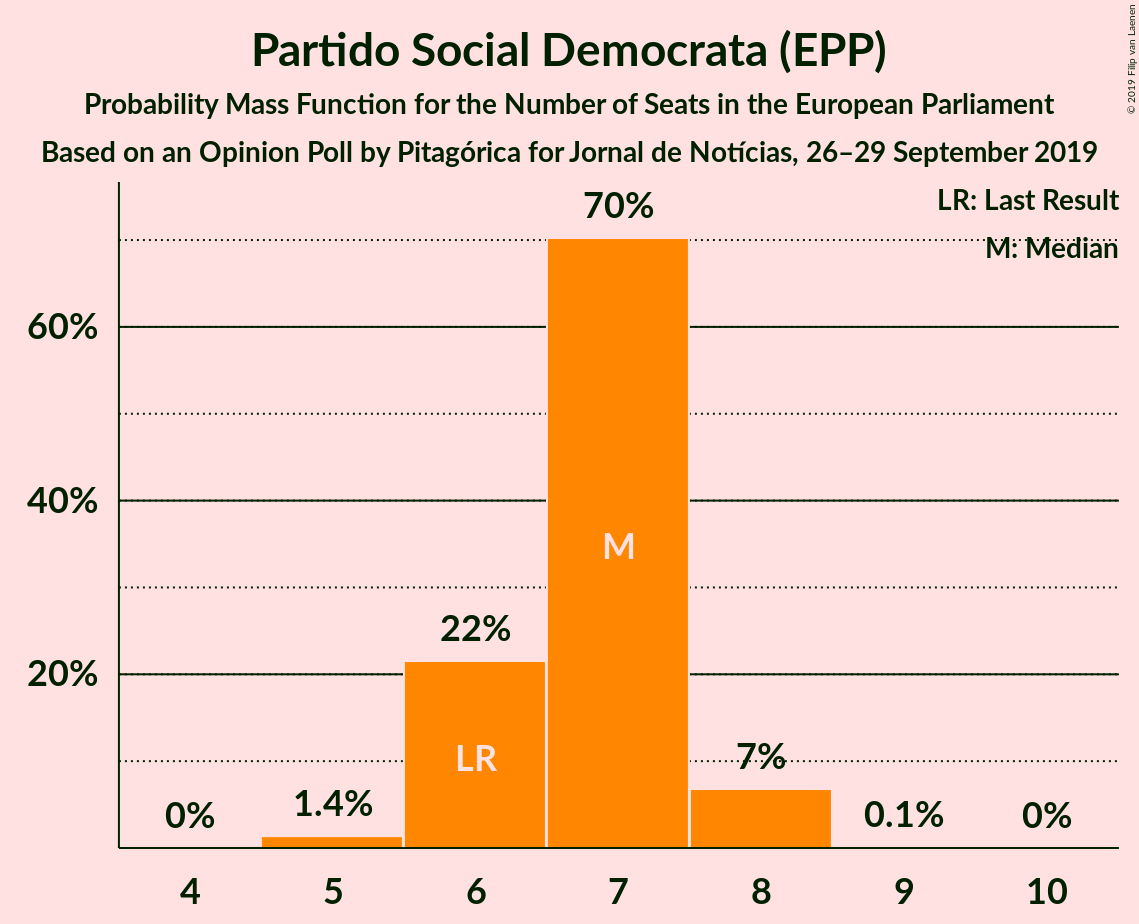 Partido Social Democrata (EPP)
Probability Mass Function for the Number of Seats in the European Parliament
Based on an Opinion Poll by Pitagórica for Jornal de Notícias, 26–29 September 2019
© 2019 Filip van Laenen
LR: Last Result
M: Median
70%
60%
40%
20%
22%
7%
1.4%
0%
0.1%
0%
M
LR
4 5 6 7 8 9 10